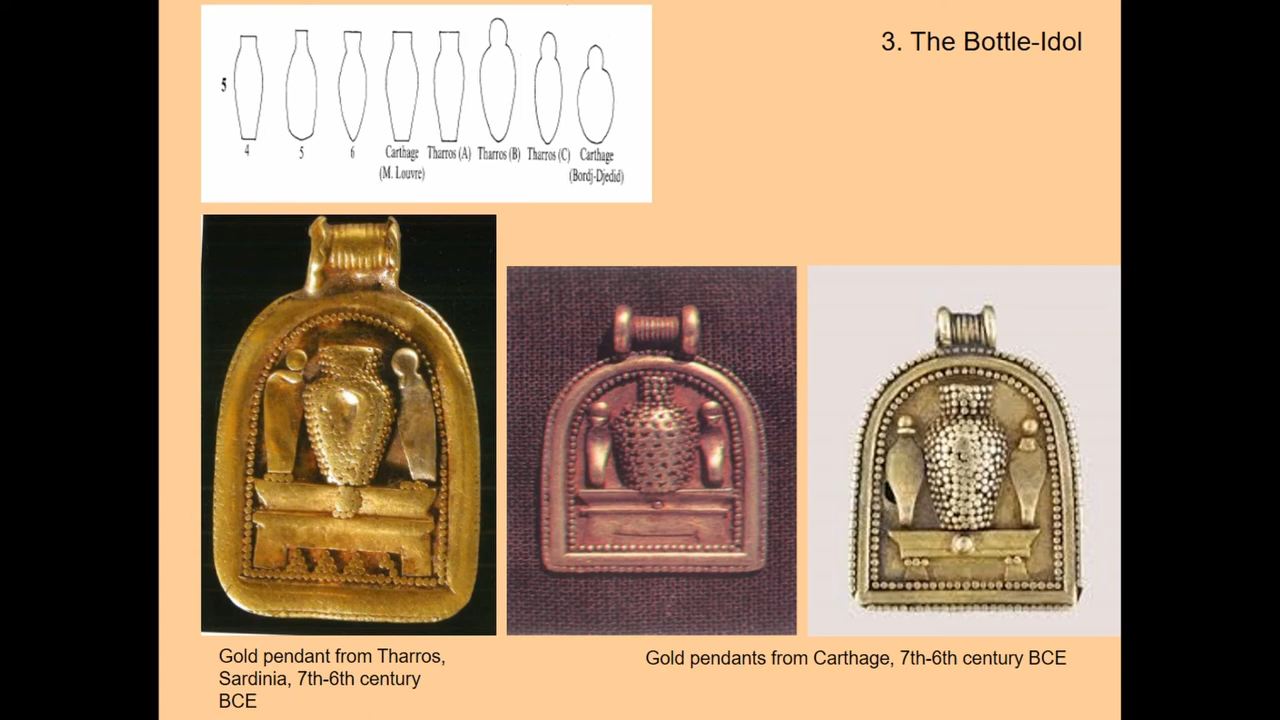 3. The Bottle-Idol
5
4 5 6 Carthage Tharros (A) Tharros (B) Tharros (C) Carthage
(M. Louvre) (Bordj-Djedid)
Gold pendant from Tharros,
Sardinia, 7th-6th century
BCE
Gold pendants from Carthage, 7th-6th century BCE